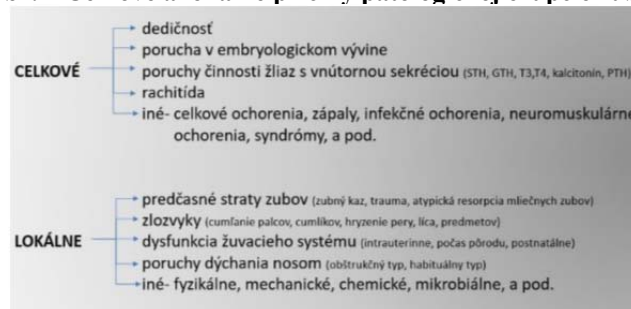 dedičnosť
porucha v embryologickom vývine
CELKOVÉ
poruchy činnosti žliaz s vnútornou sekréciou (STH, GTH, T3,T4, kalcitonín, PTH)
rachitída
iné- celkové ochorenia, zápaly, infekčné ochorenia, neuromuskulárne
ochorenia, syndrómy, a pod.
predčasné straty zubov (zubný kaz, trauma, atypická resorpcia mliečnych zubov)
zlozvyky (cumľanie palcov, cumlíkov, hryzenie pery, líca, predmetov)
LOKÁLNE
dysfunkcia žuvacieho systému (intrauterinne, počas pôrodu, postnatálne)
poruchy dýchania nosom (obštrukčný typ, habituálny typ)
iné- fyzikálne, mechanické, chemické, mikrobiálne, a pod.